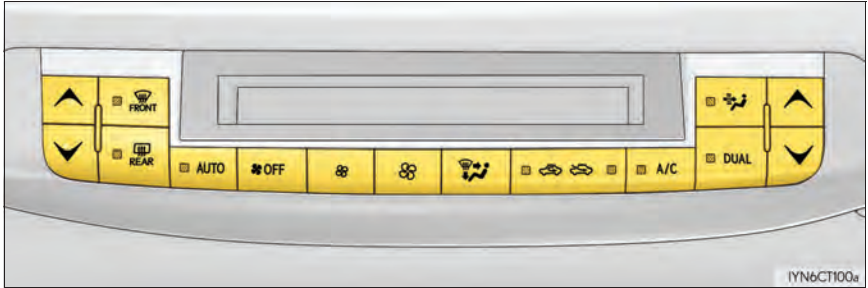 FRONT
REAR
AUTO
OFF
A/C
DUAL
IYN6CT100a